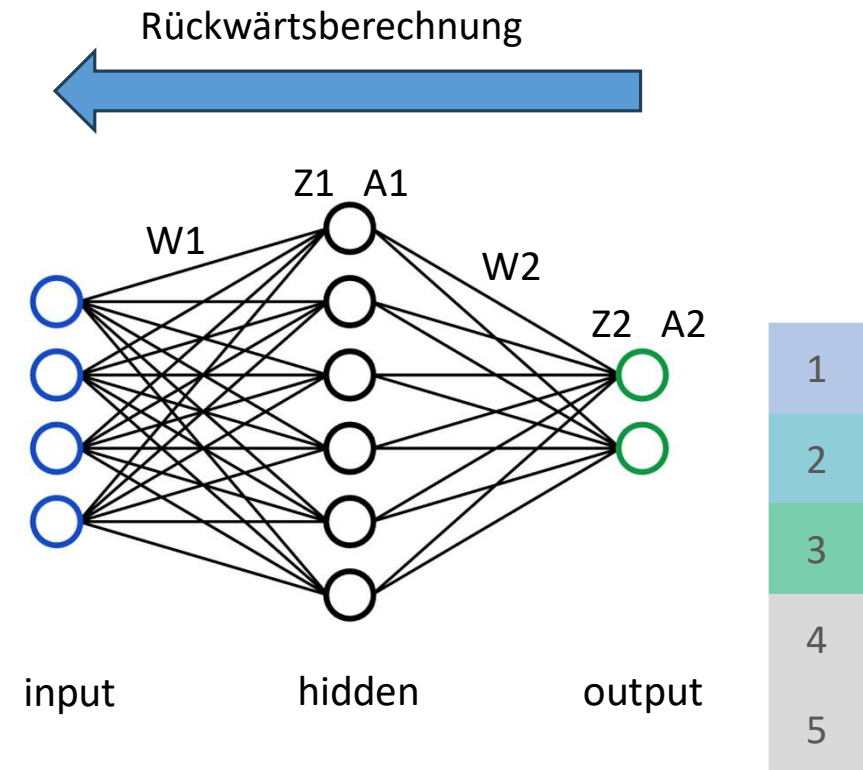 Rückwärtsberechnung
Z1 A1
W1
W2
Z2 A2
1
2
3
4
5
input hidden output